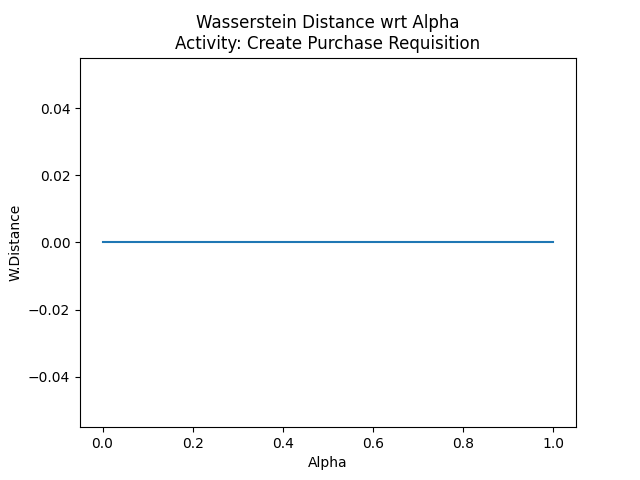 Wasserstein Distance wrt Alpha
Activity: Create Purchase Requisition
0.04
0.02
0.00
−0.02
−0.04
W.Distance
0.0 0.2 0.4 0.6 0.8 1.0
Alpha